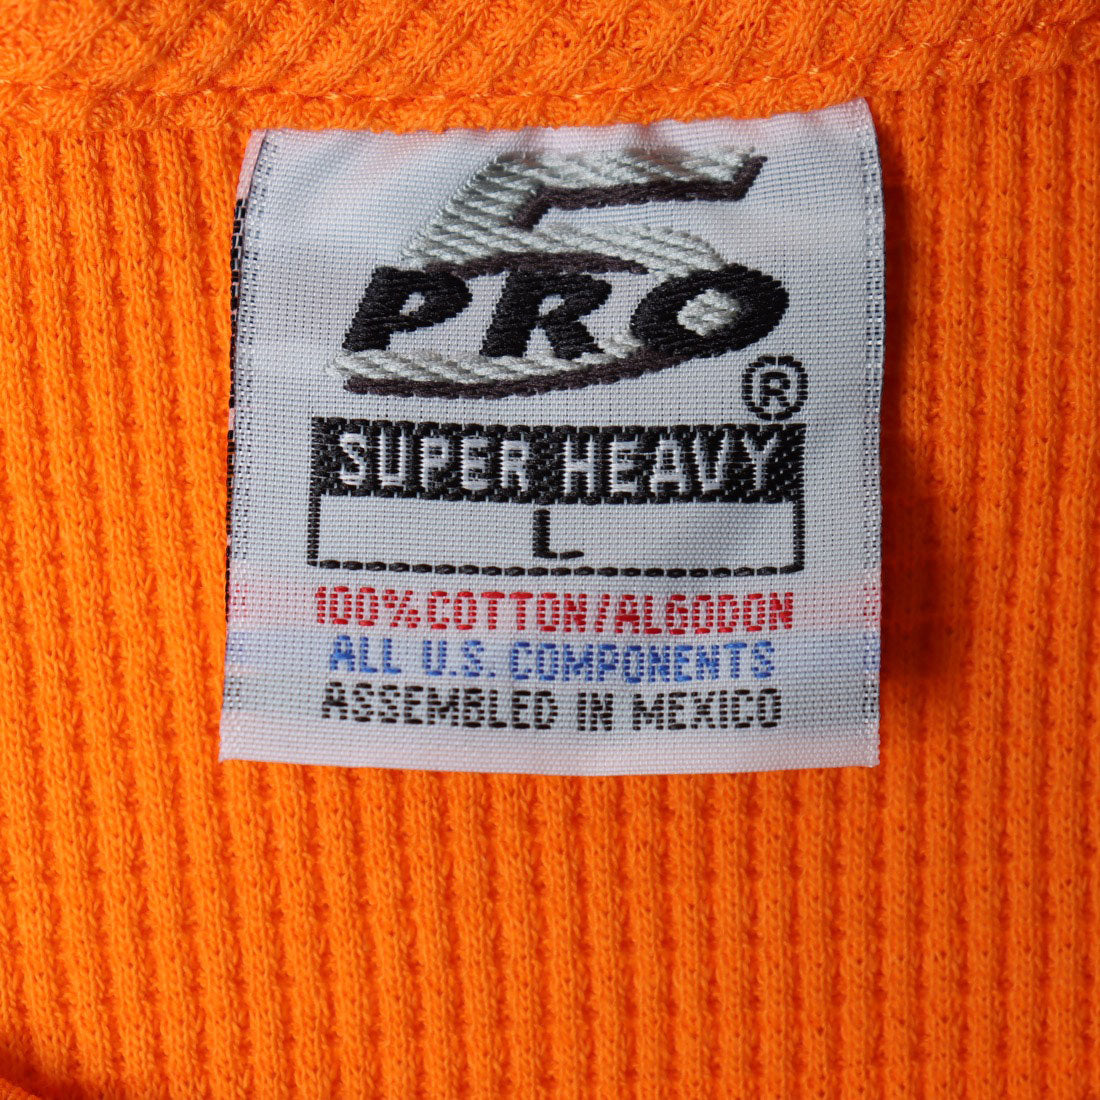 5
PRO
®
SUPER HEAVY
L
100% COTTON/ALGODON
ALL U.S. COMPONENTS
ASSEMBLED IN MEXICO